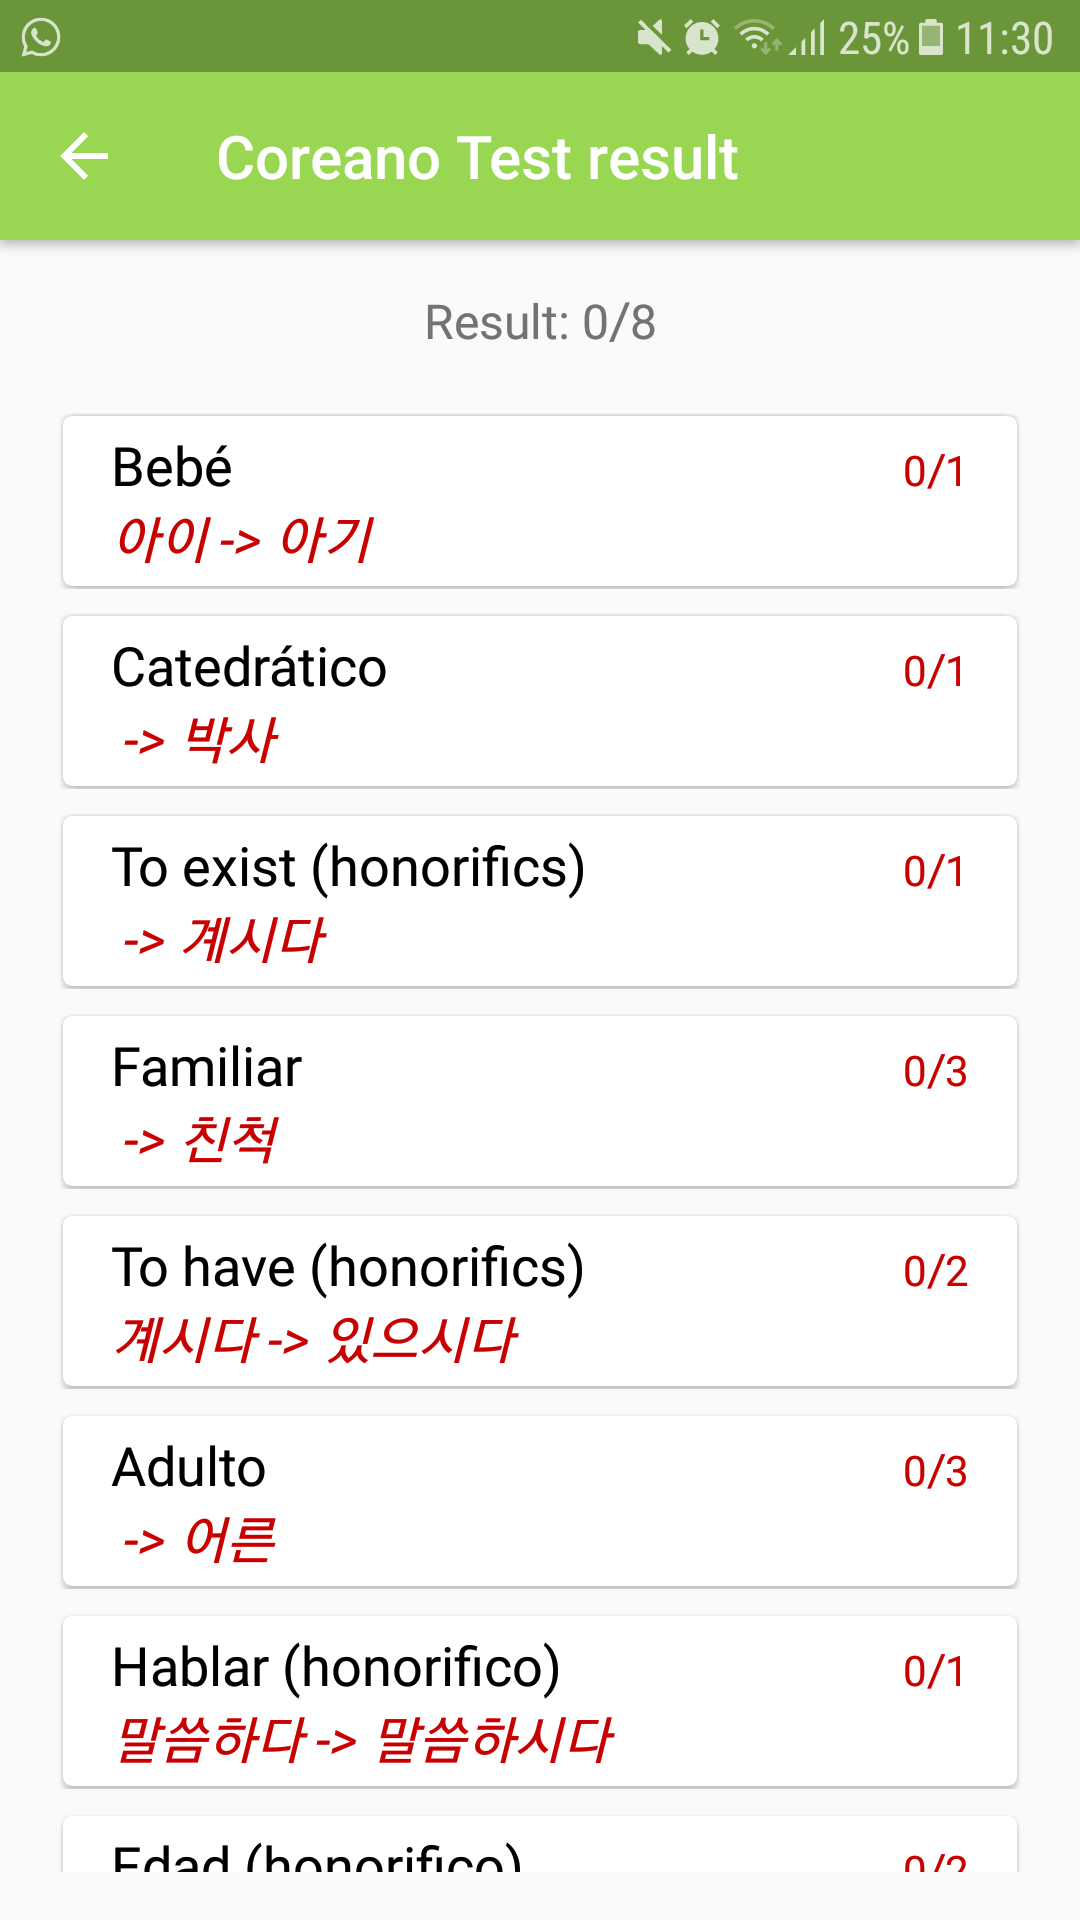 25% 11:30
Coreano Test result
Result: 0/8
Bebé 0/1
아이 -> 아기
Catedrático 0/1
-> 박사
To exist (honorifics) 0/1
-> 계시다
Familiar 0/3
-> 친척
To have (honorifics) 0/2
계시다 -> 있으시다
Adulto 0/3
-> 어른
Hablar (honorifico) 0/1
말씀하다 -> 말씀하시다
Edad (honorifico) 0/2